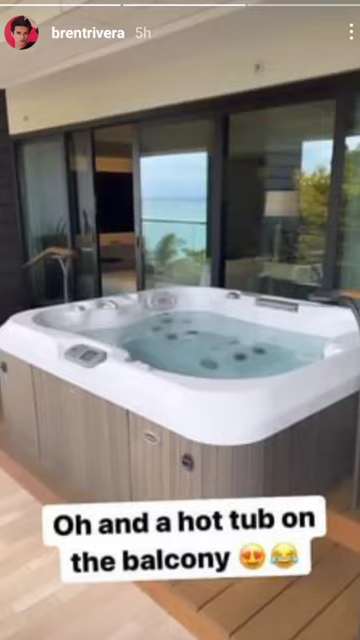 brentrivera 5h
Oh and a hot tub on
the balcony 😍😂